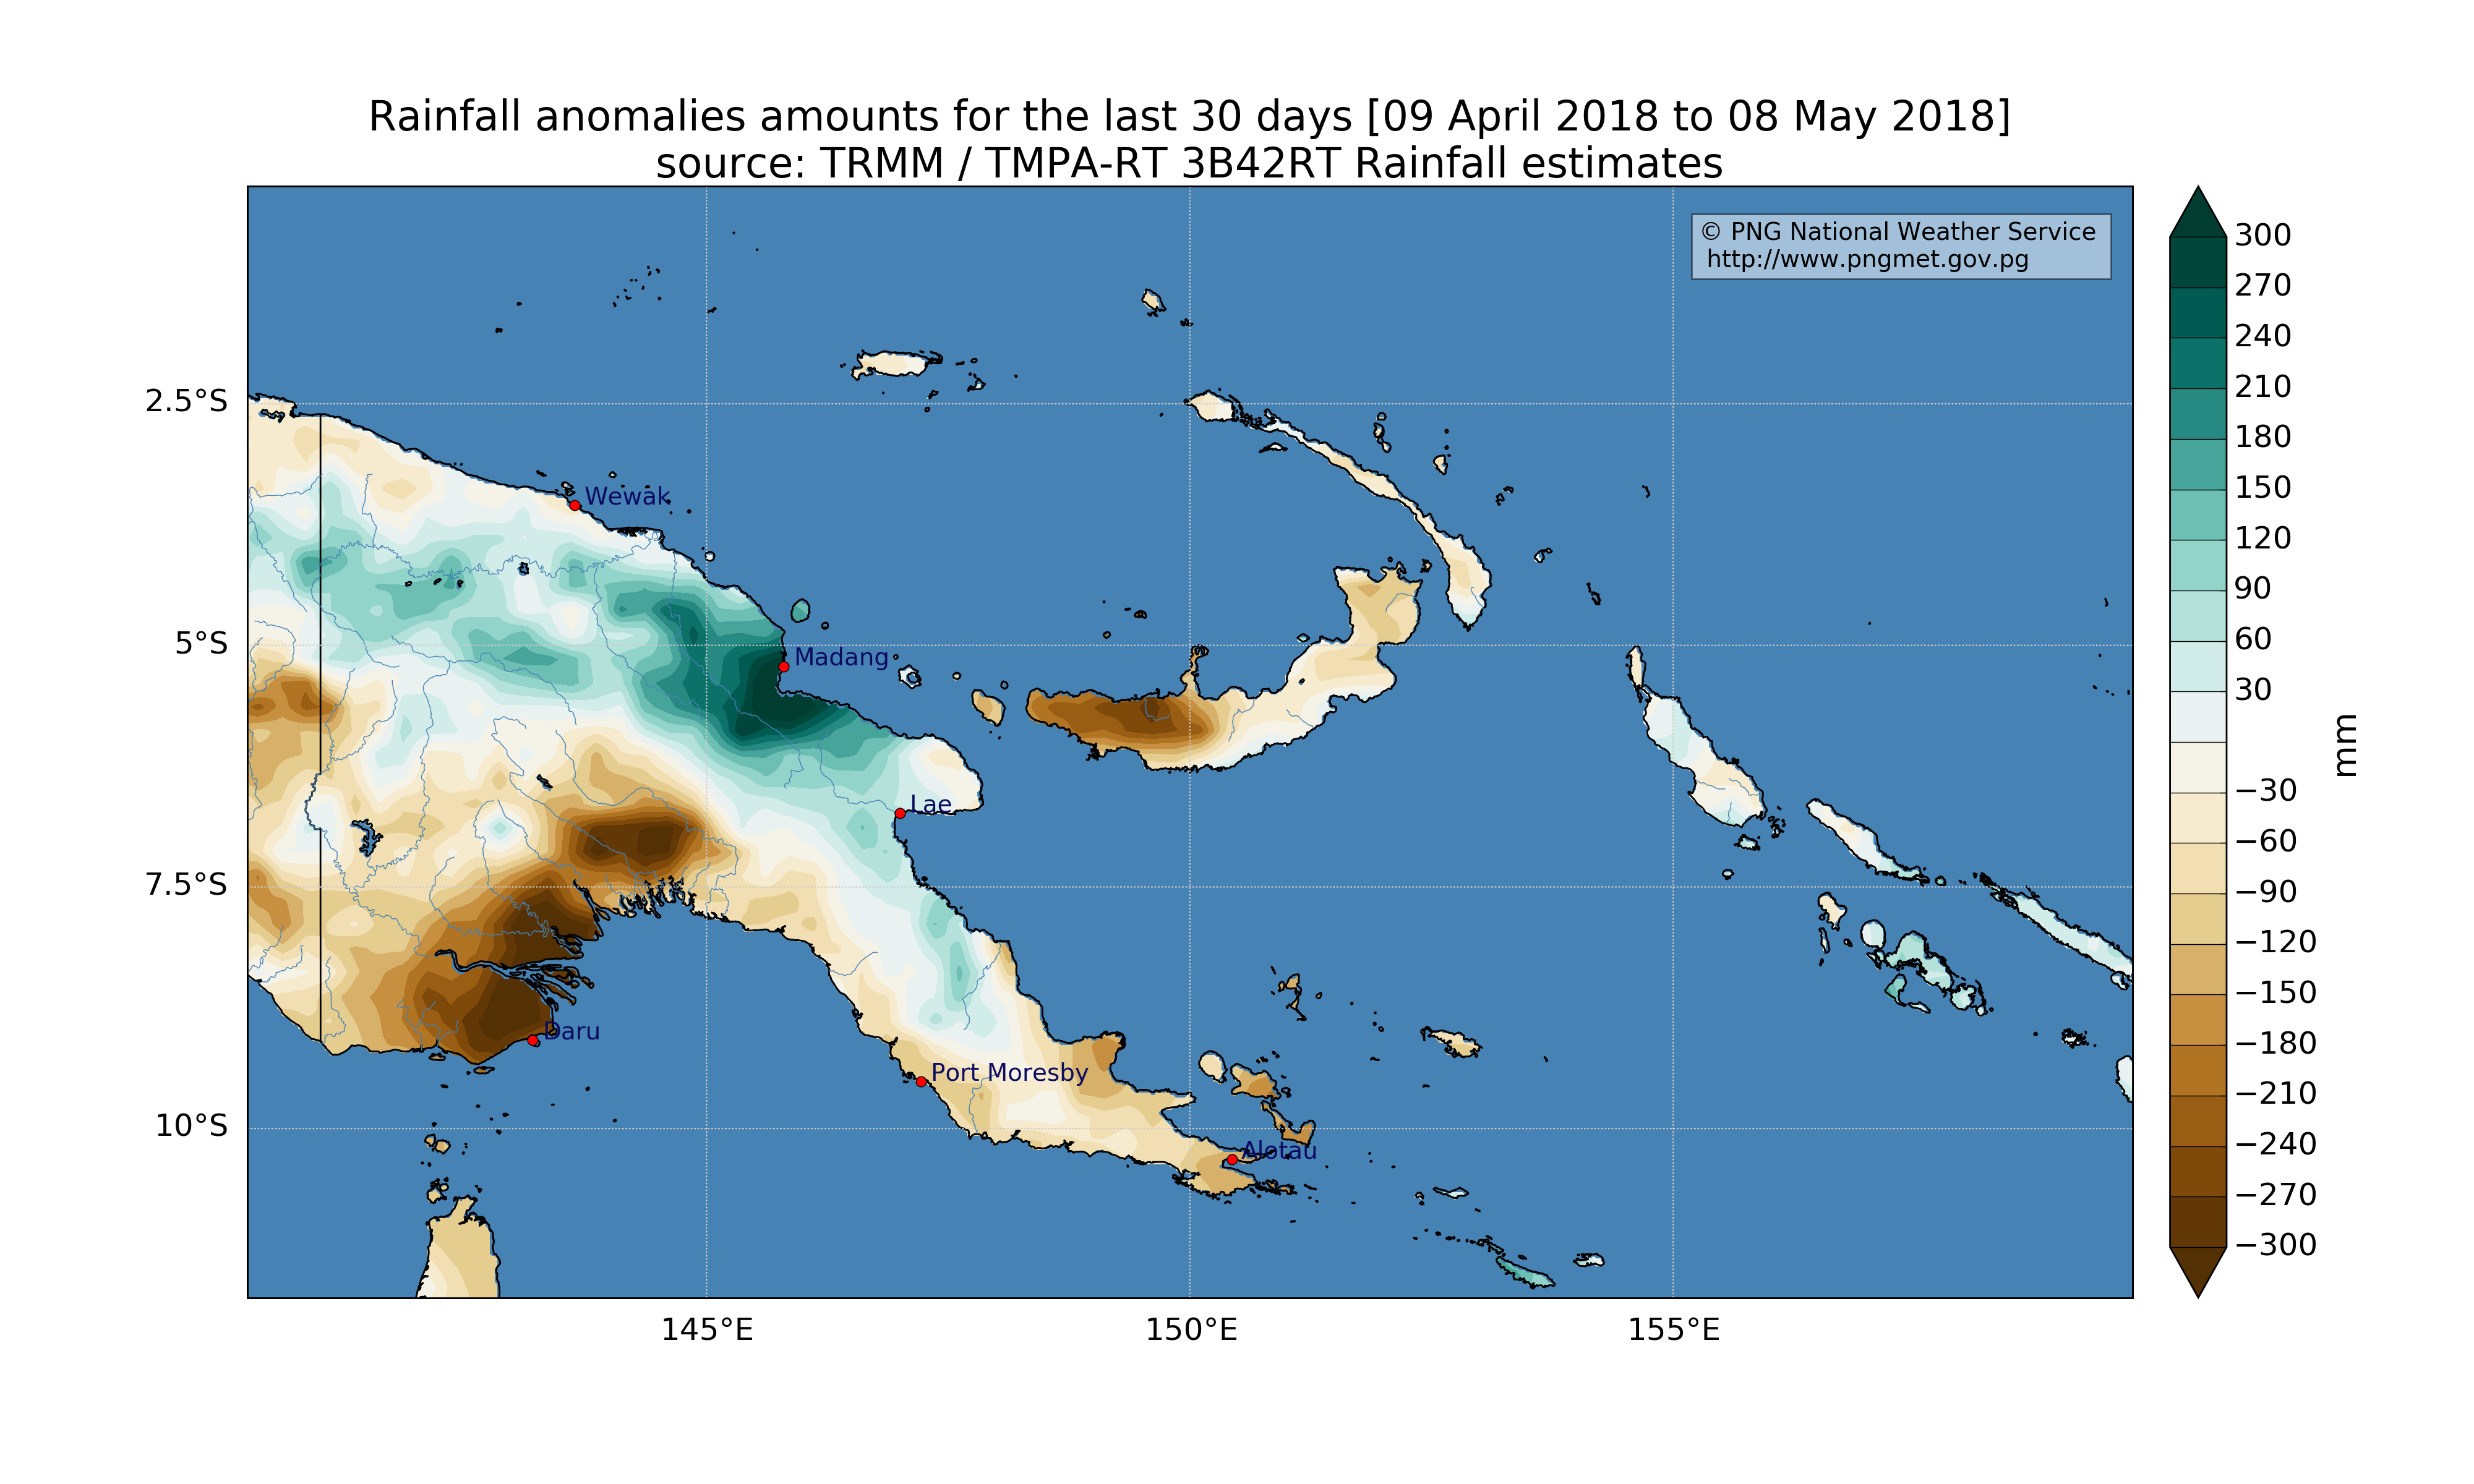 Rainfall anomalies amounts for the last 30 days [09 April 2018 to 08 May 2018]
source: TRMM / TMPA-RT 3B42RT Rainfall estimates
© PNG National Weather Service
http://www.pngmet.gov.pg
2.5°S
5°S
7.5°S
10°S
Wewak
Madang
Lae
Daru
Port Moresby
Alotau
145°E
150°E
155°E
300
270
240
210
180
150
120
90
60
30
−30
−60
−90
−120
−150
−180
−210
−240
−270
−300
mm